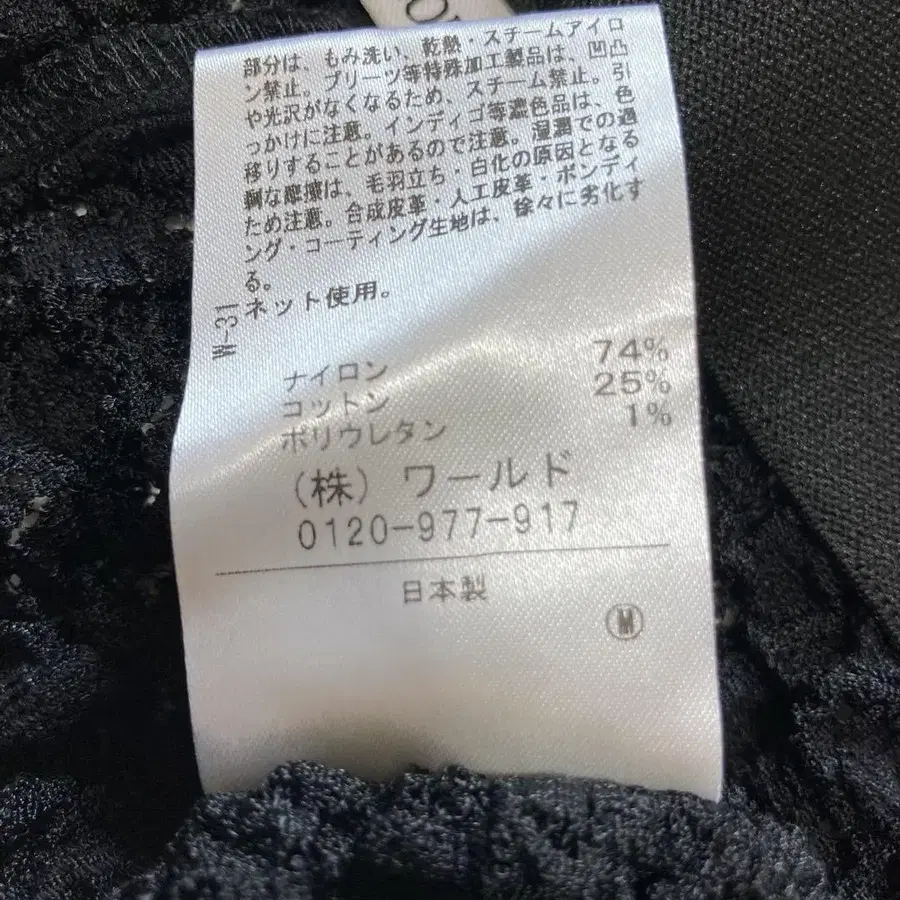 部分は、もみ洗い、乾熱・スチームアイロ
ン禁止。プリーツ等特殊加工製品は、凹凸
や光沢がなくなるため、スチーム禁止。引
っかけに注意。インディゴ等濃色品は、色
移りすることがあるので注意。湿潤での過
剰な摩擦は、毛羽立ち・白化の原因となる
ため注意。合成皮革・人工皮革・ボンディ
ング・コーティング生地は、徐々に劣化す
る。
ネット使用。
W-31
ナイロン 74%
コットン 25%
ポリウレタン 1%
(株) ワールド
0120-977-917
日本製
Ⓜ